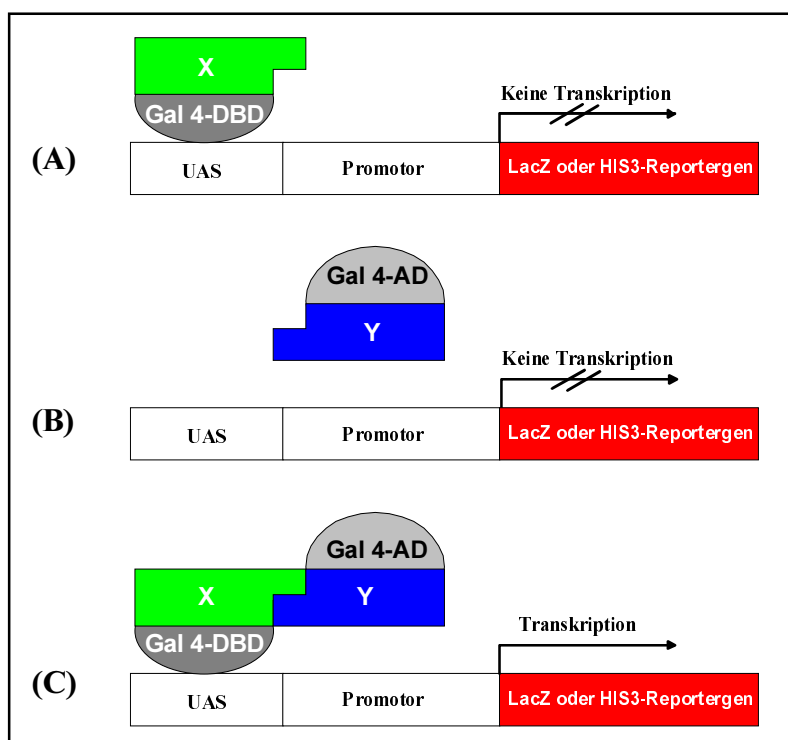 X
Gal 4-DBD
Keine Transkription
(A)
UAS
Promotor
LacZ oder HIS3-Reportergen
Gal 4-AD
Y
Keine Transkription
(B)
UAS
Promotor
LacZ oder HIS3-Reportergen
Gal 4-AD
X
Y
Gal 4-DBD
Transkription
(C)
UAS
Promotor
LacZ oder HIS3-Reportergen